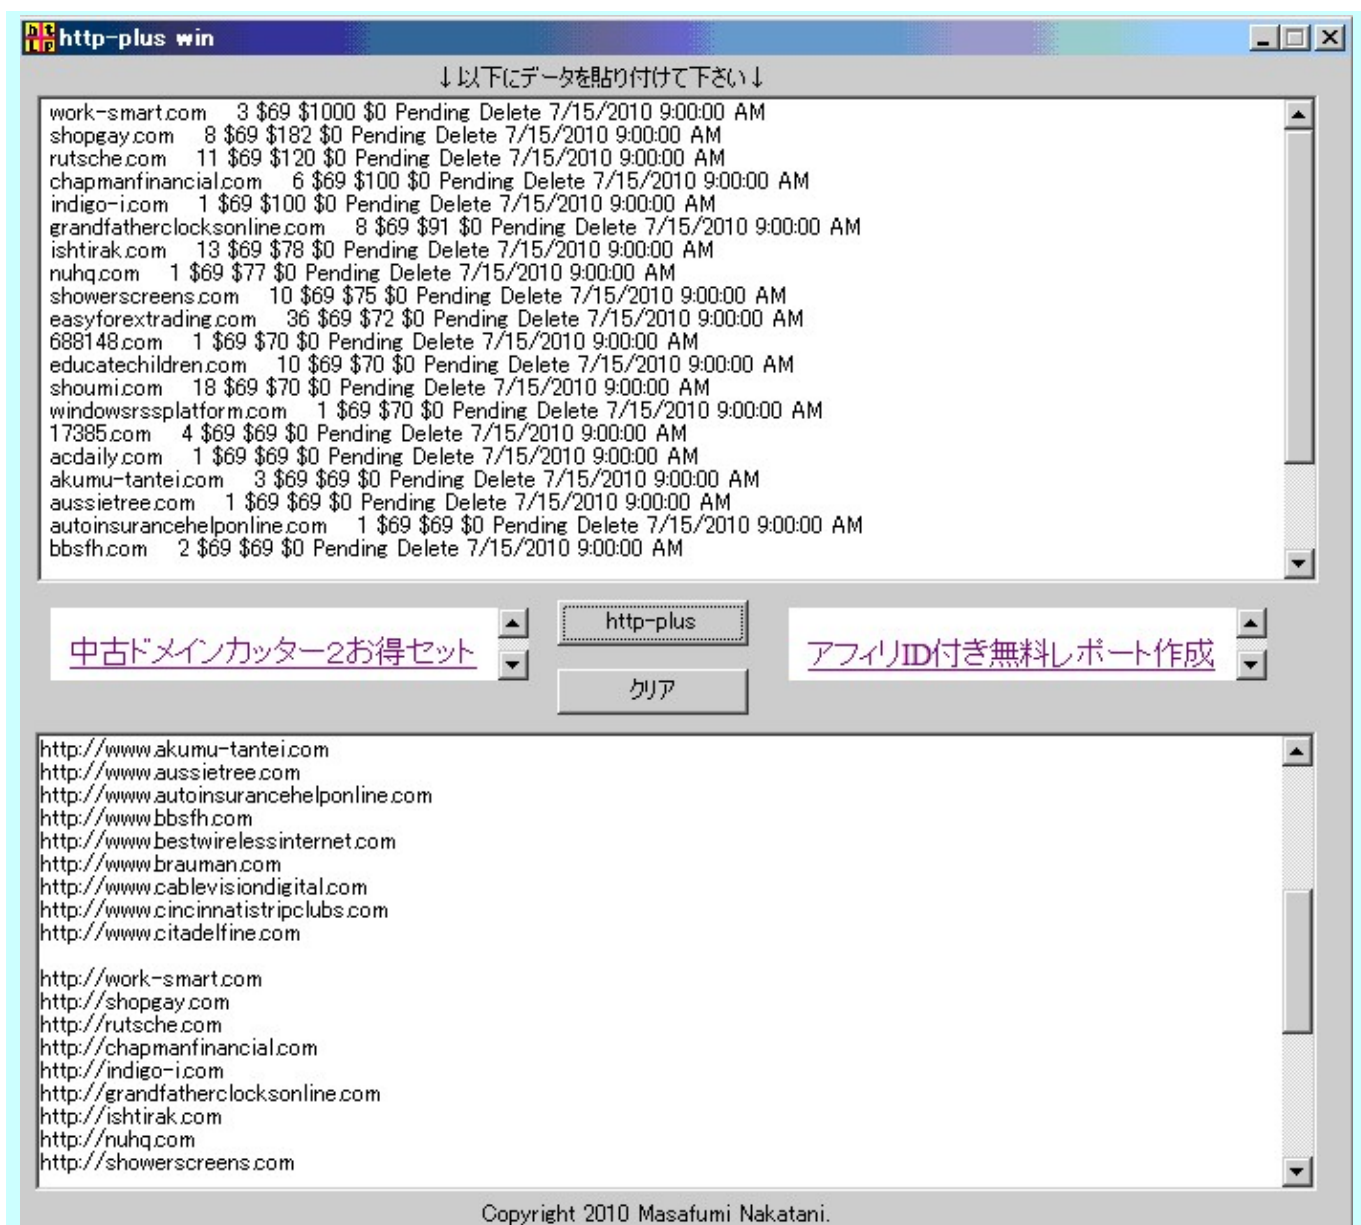 http-plus win
↓以下にデータを貼り付けて下さい↓
work-smart.com 3 $69 $1000 $0 Pending Delete 7/15/2010 9:00:00 AM
shopgay.com 8 $69 $182 $0 Pending Delete 7/15/2010 9:00:00 AM
rutsche.com 11 $69 $120 $0 Pending Delete 7/15/2010 9:00:00 AM
chapmanfinancial.com 6 $69 $100 $0 Pending Delete 7/15/2010 9:00:00 AM
indigo-i.com 1 $69 $100 $0 Pending Delete 7/15/2010 9:00:00 AM
grandfatherclocksonline.com 8 $69 $91 $0 Pending Delete 7/15/2010 9:00:00 AM
ishtirak.com 13 $69 $78 $0 Pending Delete 7/15/2010 9:00:00 AM
nuhq.com 1 $69 $77 $0 Pending Delete 7/15/2010 9:00:00 AM
showerscreens.com 10 $69 $75 $0 Pending Delete 7/15/2010 9:00:00 AM
easyforextrading.com 36 $69 $72 $0 Pending Delete 7/15/2010 9:00:00 AM
688148.com 1 $69 $70 $0 Pending Delete 7/15/2010 9:00:00 AM
educatechildren.com 10 $69 $70 $0 Pending Delete 7/15/2010 9:00:00 AM
shoumi.com 18 $69 $70 $0 Pending Delete 7/15/2010 9:00:00 AM
windowsrssplatform.com 1 $69 $70 $0 Pending Delete 7/15/2010 9:00:00 AM
17385.com 4 $69 $69 $0 Pending Delete 7/15/2010 9:00:00 AM
acdaily.com 1 $69 $69 $0 Pending Delete 7/15/2010 9:00:00 AM
akumu-tantei.com 3 $69 $69 $0 Pending Delete 7/15/2010 9:00:00 AM
aussietree.com 1 $69 $69 $0 Pending Delete 7/15/2010 9:00:00 AM
autoinsurancehelponline.com 1 $69 $69 $0 Pending Delete 7/15/2010 9:00:00 AM
bbsfh.com 2 $69 $69 $0 Pending Delete 7/15/2010 9:00:00 AM
中古ドメインカッター2お得セット
http-plus
クリア
アフィリID付き無料レポート作成
http://www.akumu-tantei.com
http://www.aussietree.com
http://www.autoinsurancehelponline.com
http://www.bbsfh.com
http://www.bestwirelessinternet.com
http://www.brauman.com
http://www.cablevisiondigital.com
http://www.cincinnatistripclubs.com
http://www.citadelfine.com
http://work-smart.com
http://shopgay.com
http://rutsche.com
http://chapmanfinancial.com
http://indigo-i.com
http://grandfatherclocksonline.com
http://ishtirak.com
http://nuhq.com
http://showerscreens.com
Copyright 2010 Masafumi Nakatani.